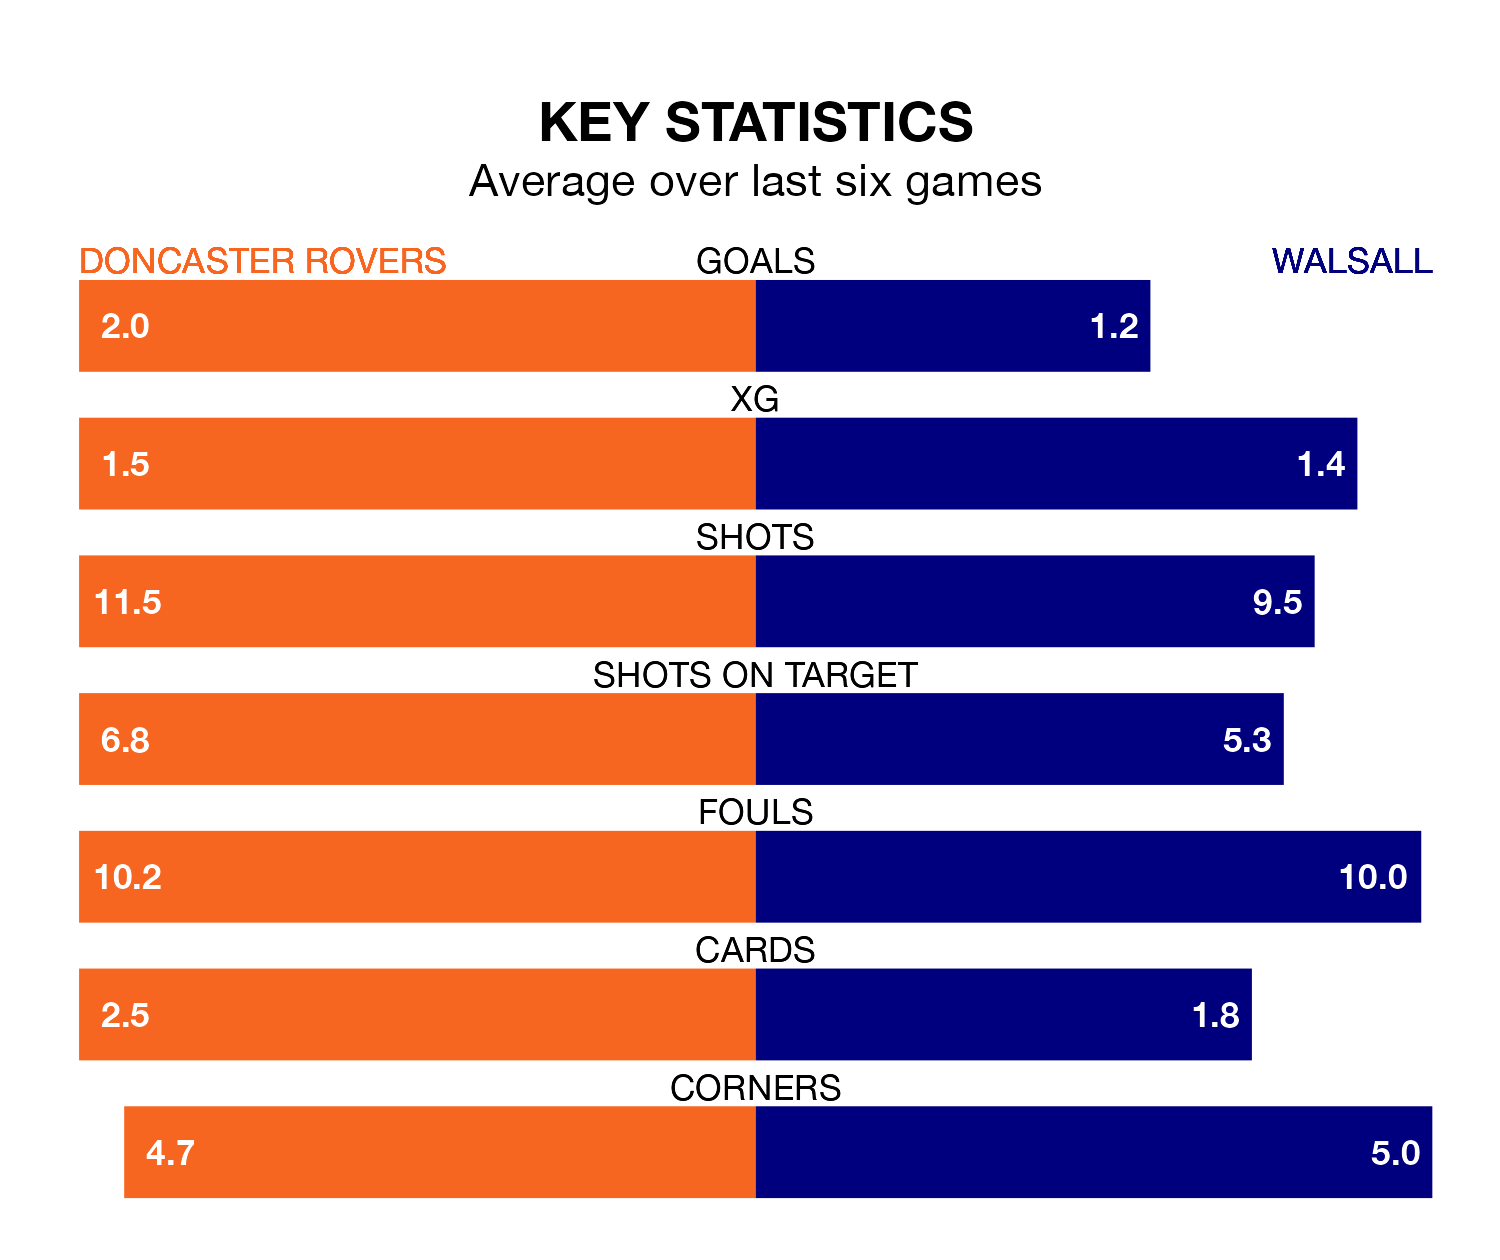 KEY STATISTICS
Average over last six games
DONCASTER ROVERS GOALS WALSALL
2.0 1.2
XG
1.5 1.4
SHOTS
11.5 9.5
SHOTS ON TARGET
6.8 5.3
FOULS
10.2 10.0
CARDS
2.5 1.8
CORNERS
4.7 5.0